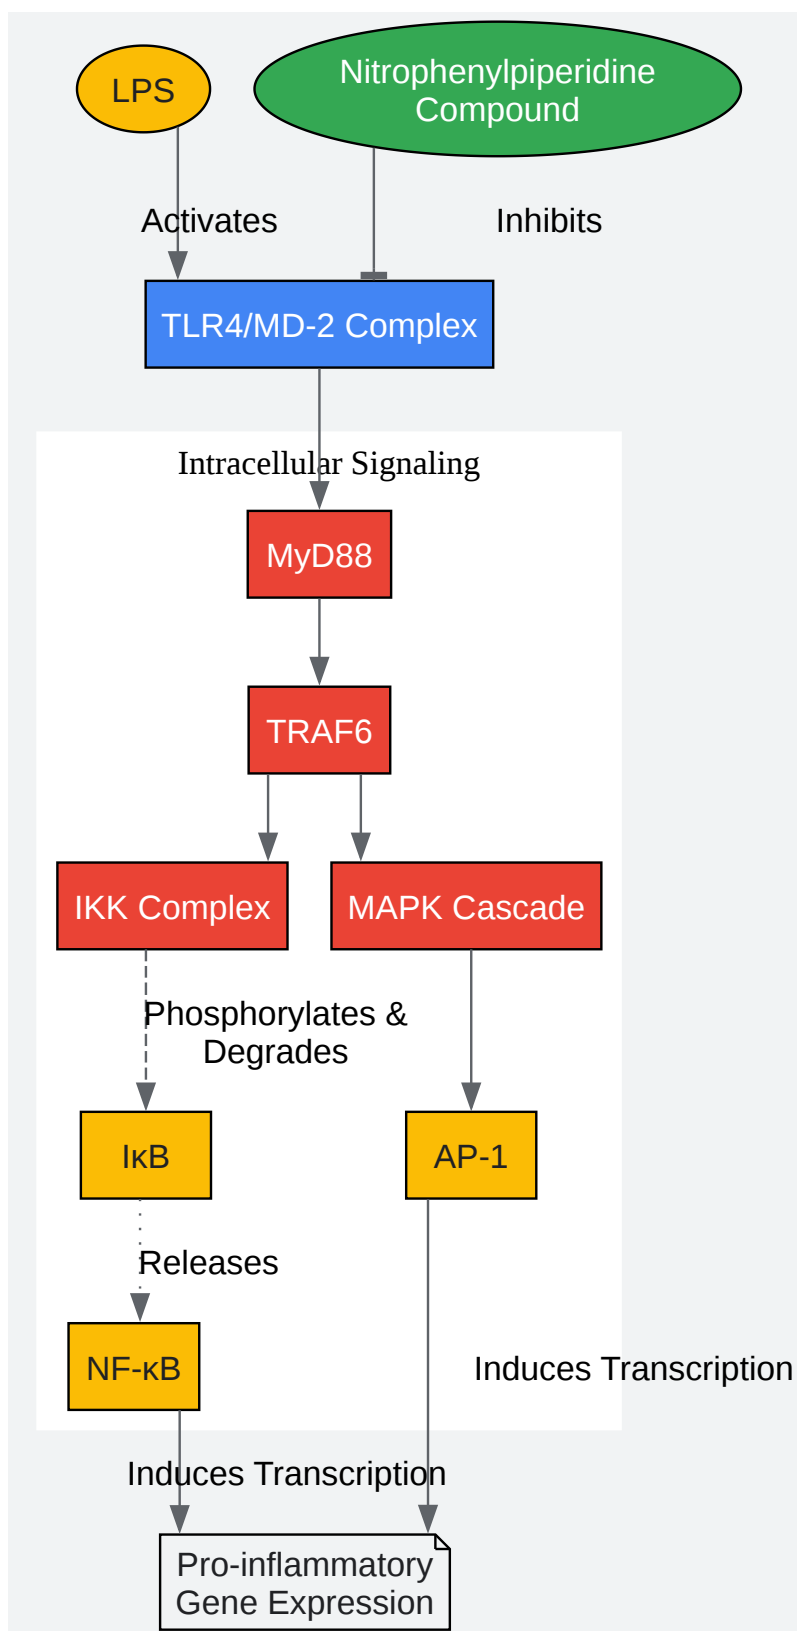 LPS
Nitrophenylpiperidine
Compound
Activates
Inhibits
TLR4/MD-2 Complex
Intracellular Signaling
MyD88
TRAF6
IKK Complex
MAPK Cascade
Phosphorylates &
Degrades
IκB
AP-1
Releases
NF-κB
Induces Transcription
Induces Transcription
Pro-inflammatory
Gene Expression